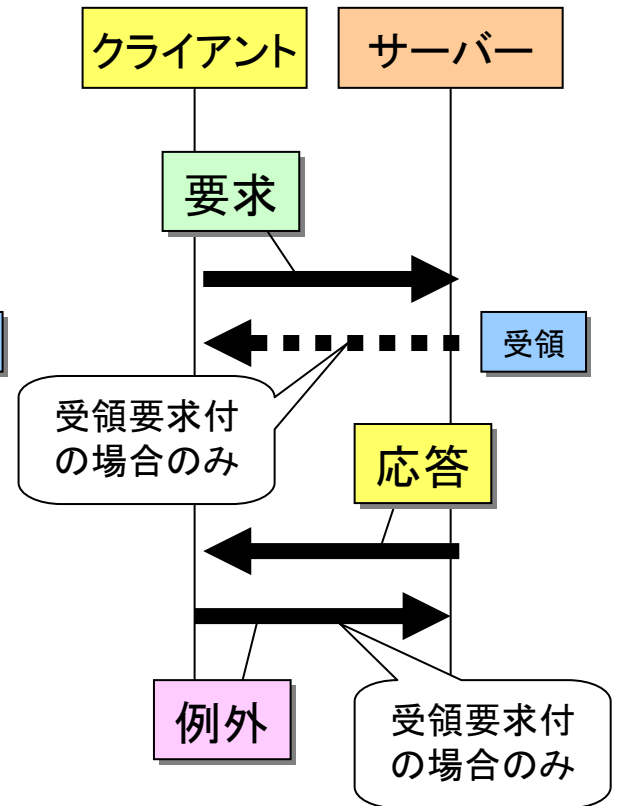 クライアント
サーバー
要求
受領
受領要求付
の場合のみ
応答
例外
受領要求付
の場合のみ